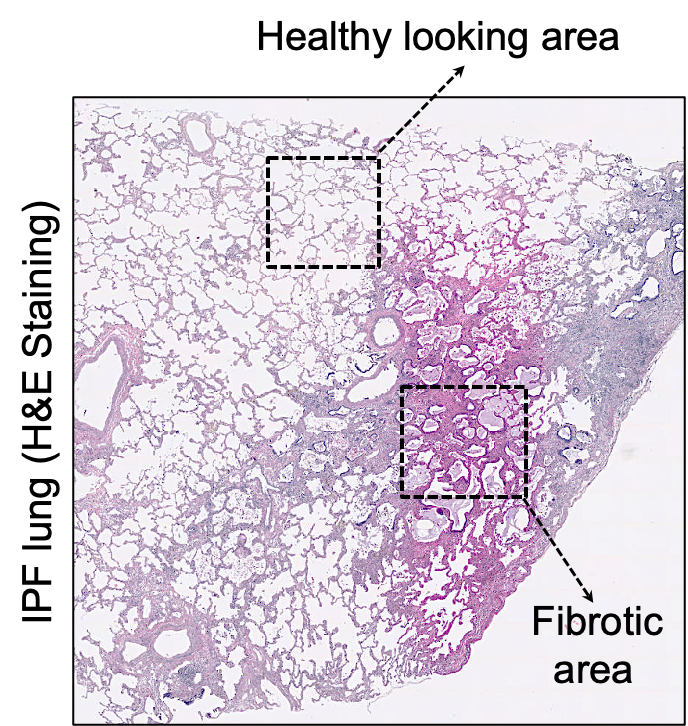 Healthy looking area
IPF lung (H&E Staining)
Fibrotic
area